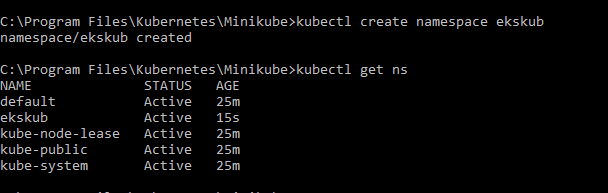 C:\Program Files\Kubernetes\Minikube>kubectl create namespace ekskub
namespace/ekskub created
C:\Program Files\Kubernetes\Minikube>kubectl get ns
NAME STATUS AGE
default Active 25m
ekskub Active 15s
kube-node-lease Active 25m
kube-public Active 25m
kube-system Active 25m